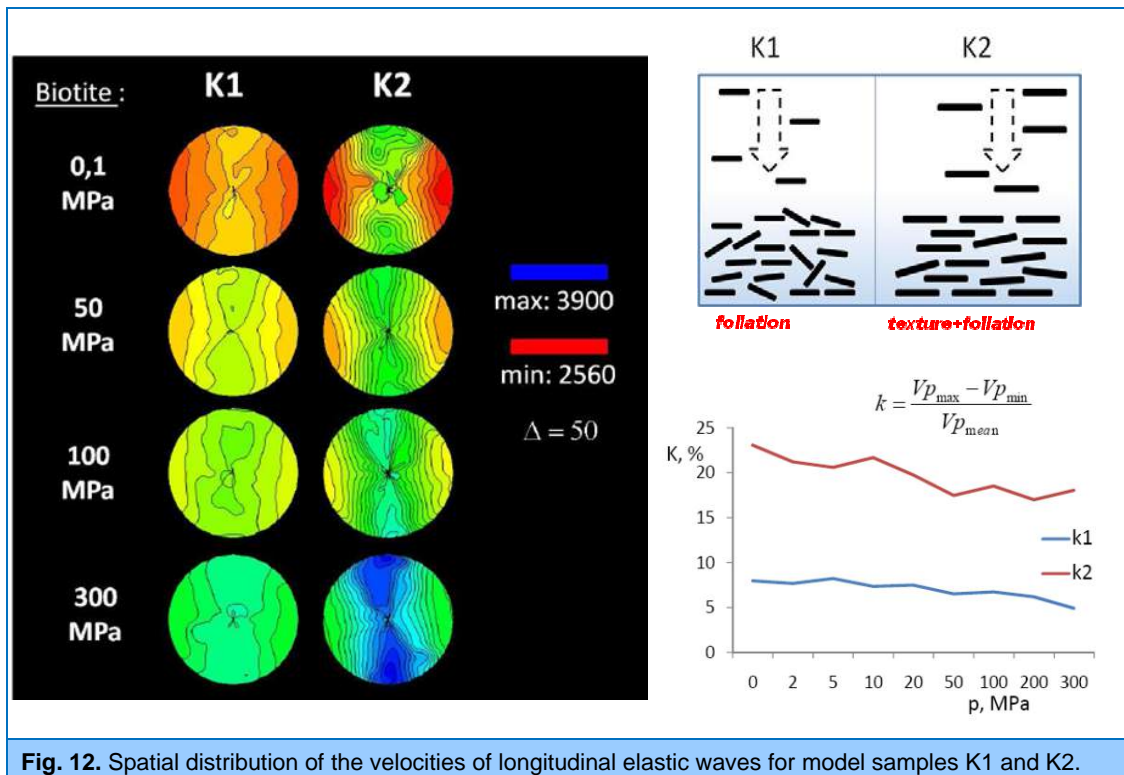 Biotite :
K1
K2
0,1
MPa
50
MPa
100
MPa
300
MPa
max: 3900
min: 2560
Δ = 50
K1
K2
foliation
texture+foliation
k = (Vp_max − Vp_min) / Vp_mean
K, %
25
20
15
10
5
0
k1
k2
0 2 5 10 20 50 100 200 300
p, MPa
Fig. 12. Spatial distribution of the velocities of longitudinal elastic waves for model samples K1 and K2.